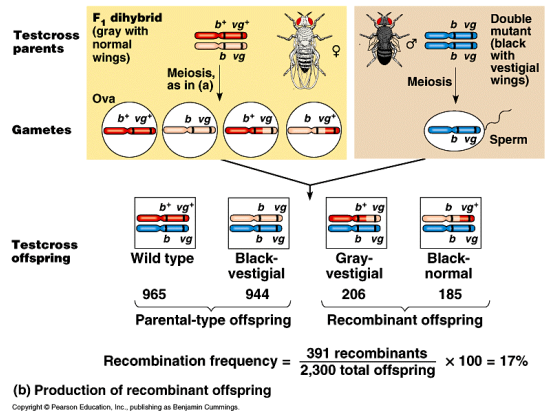 Testcross parents
F₁ dihybrid (gray with normal wings)
b⁺ vg⁺
b vg
♀
♂
b vg
b vg
Double mutant (black with vestigial wings)
Meiosis, as in (a)
Meiosis
Ova
Gametes
b⁺ vg⁺
b vg
b⁺ vg
b vg⁺
b vg
Sperm
Testcross offspring
b⁺ vg⁺
b vg
Wild type
965
b vg
b vg
Black-vestigial
944
b⁺ vg
b vg
Gray-vestigial
206
b vg⁺
b vg
Black-normal
185
Parental-type offspring
Recombinant offspring
Recombination frequency = 391 recombinants / 2,300 total offspring × 100 = 17%
(b) Production of recombinant offspring
Copyright © Pearson Education, Inc., publishing as Benjamin Cummings.